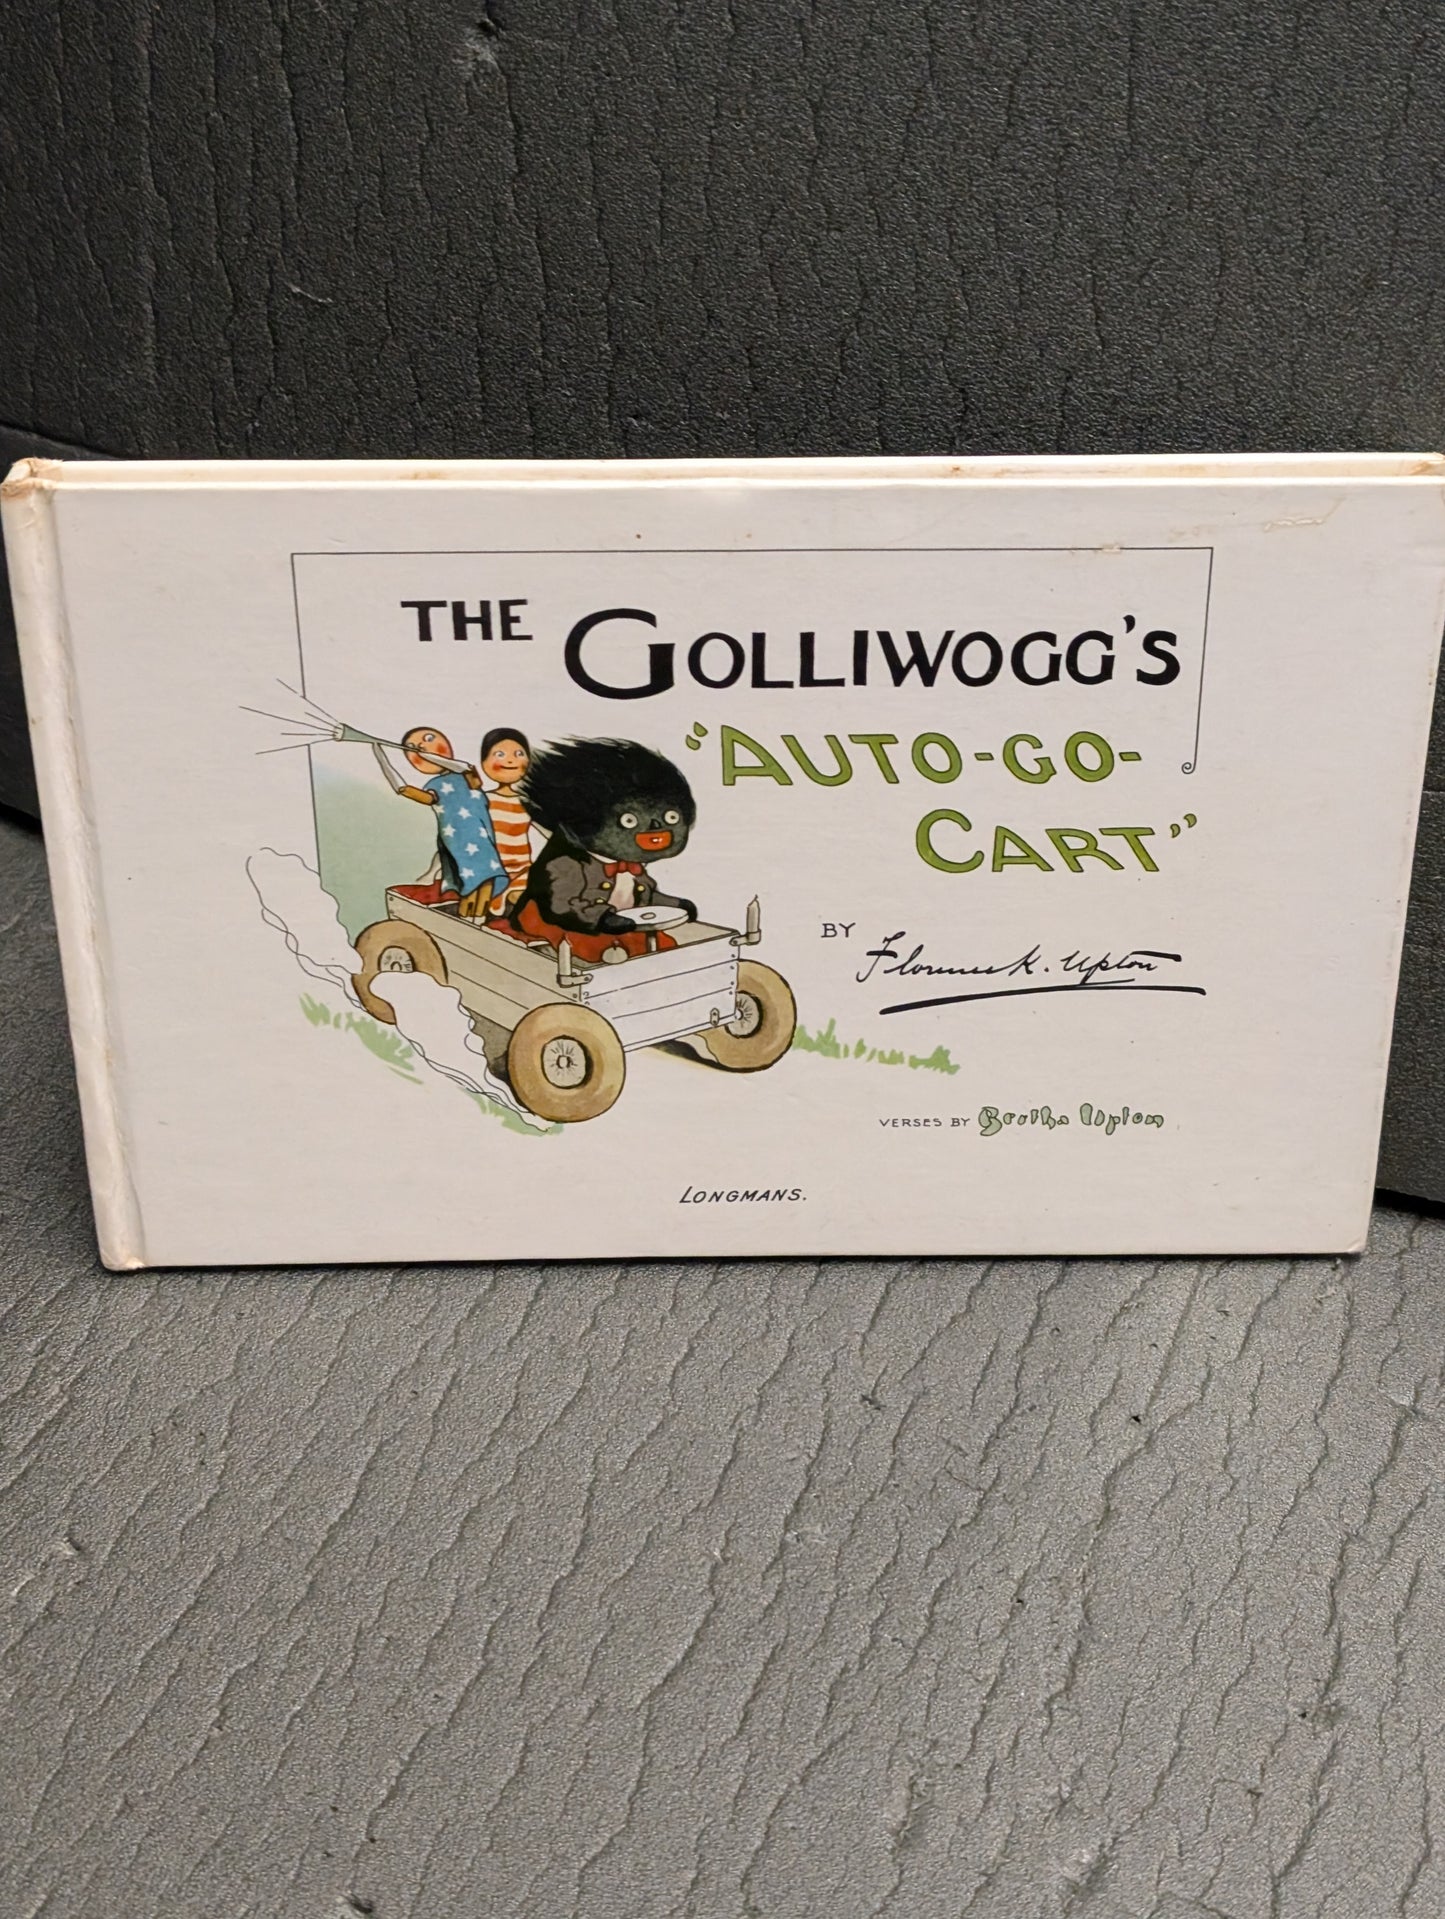 THE GOLLIWOGG'S
"AUTO-GO-
CART"
BY Florence K. Upton
VERSES BY Bertha Upton
LONGMANS.